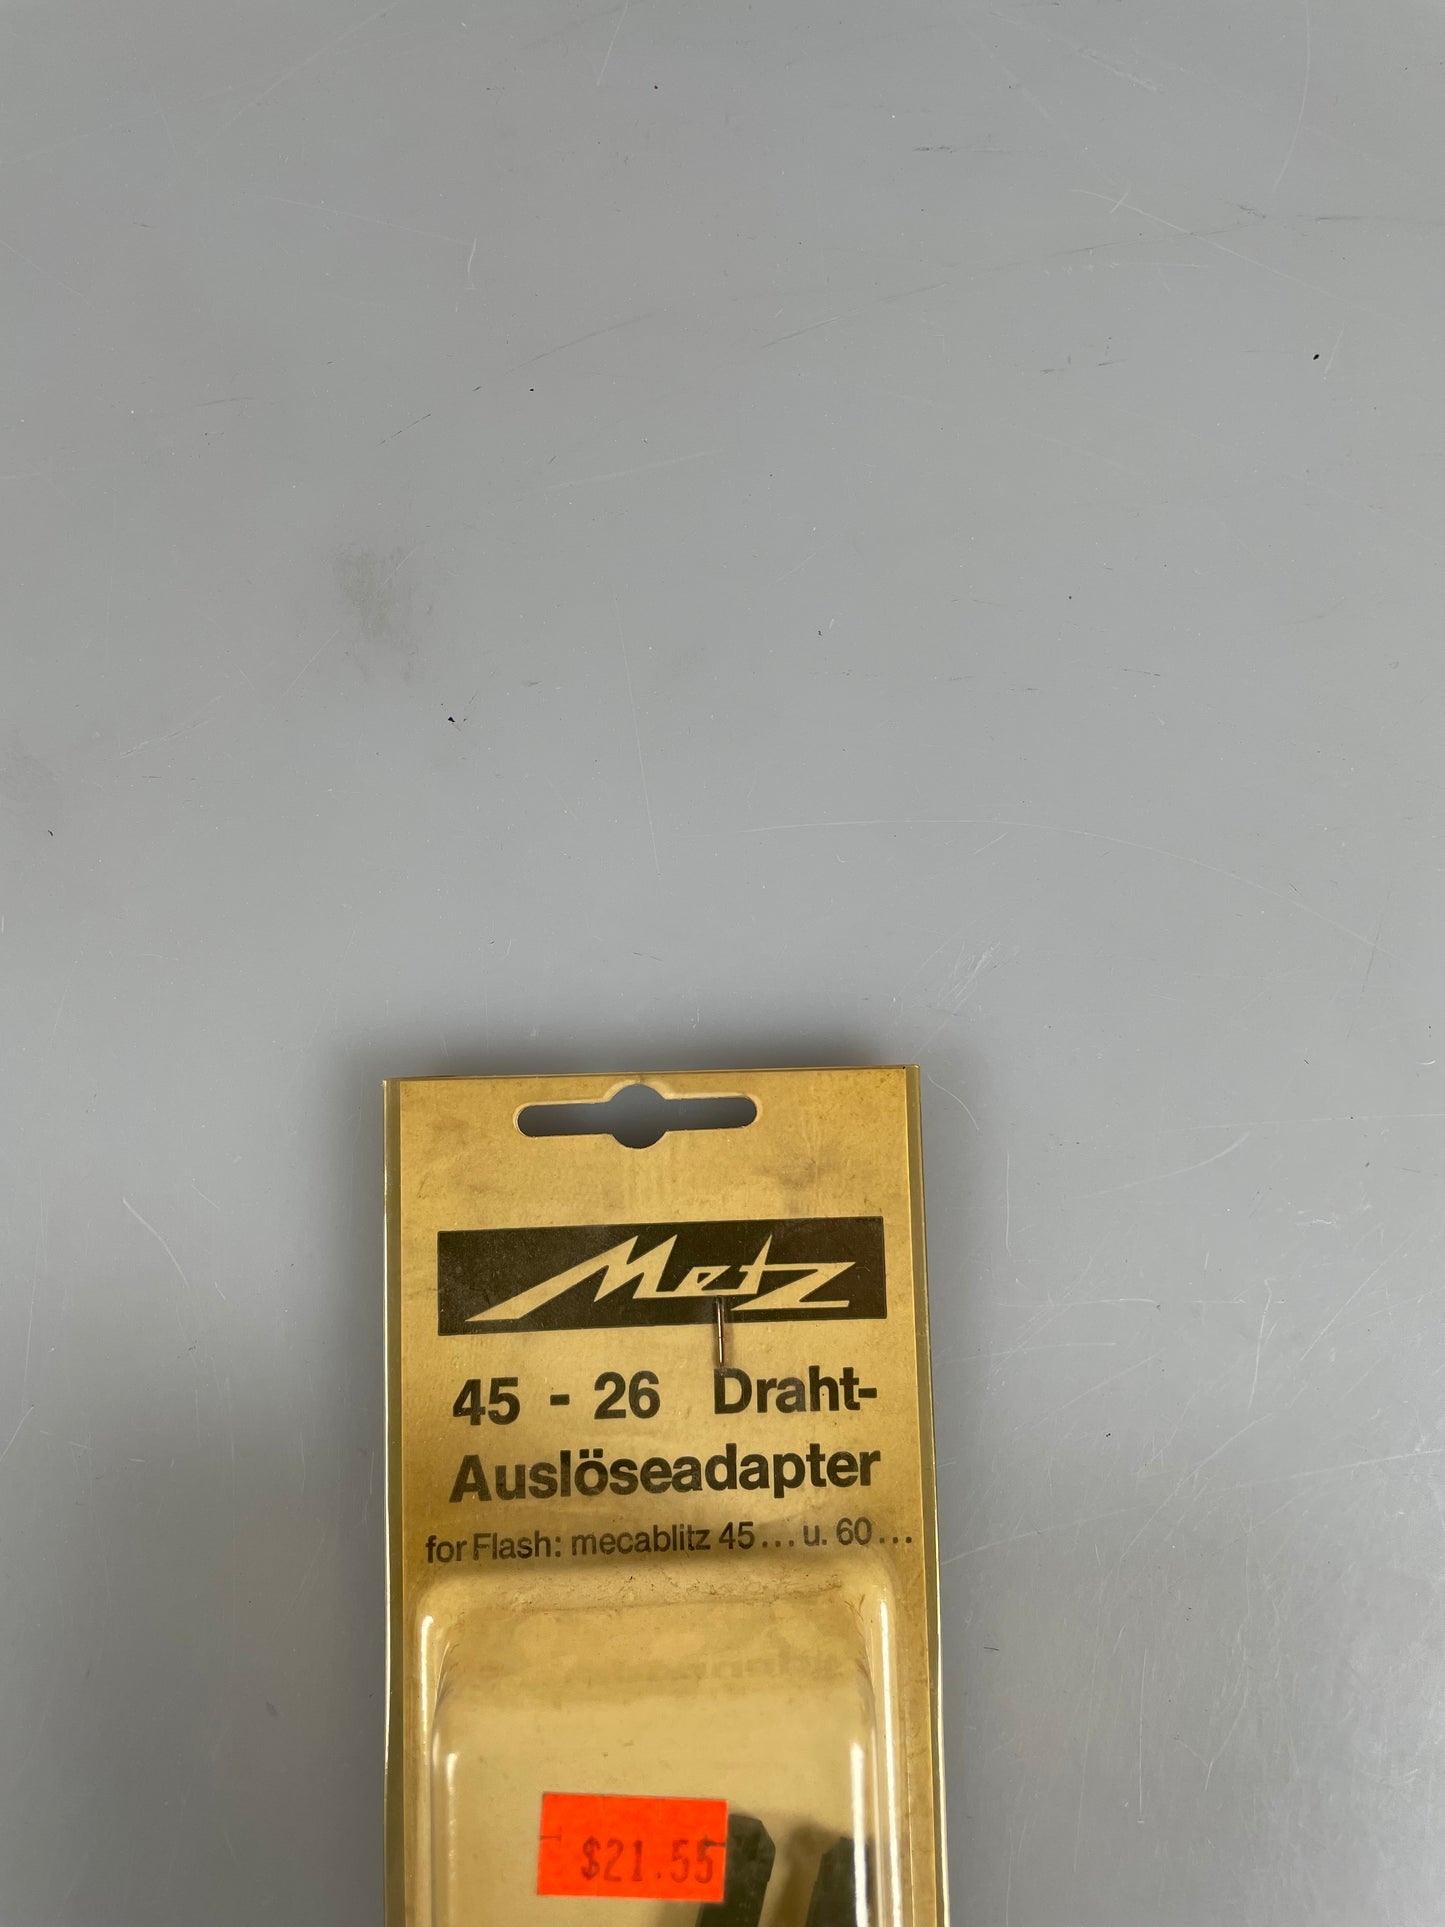 Metz
45 - 26 Draht-
Auslöseadapter
for Flash: mecablitz 45... u. 60...
$21.55